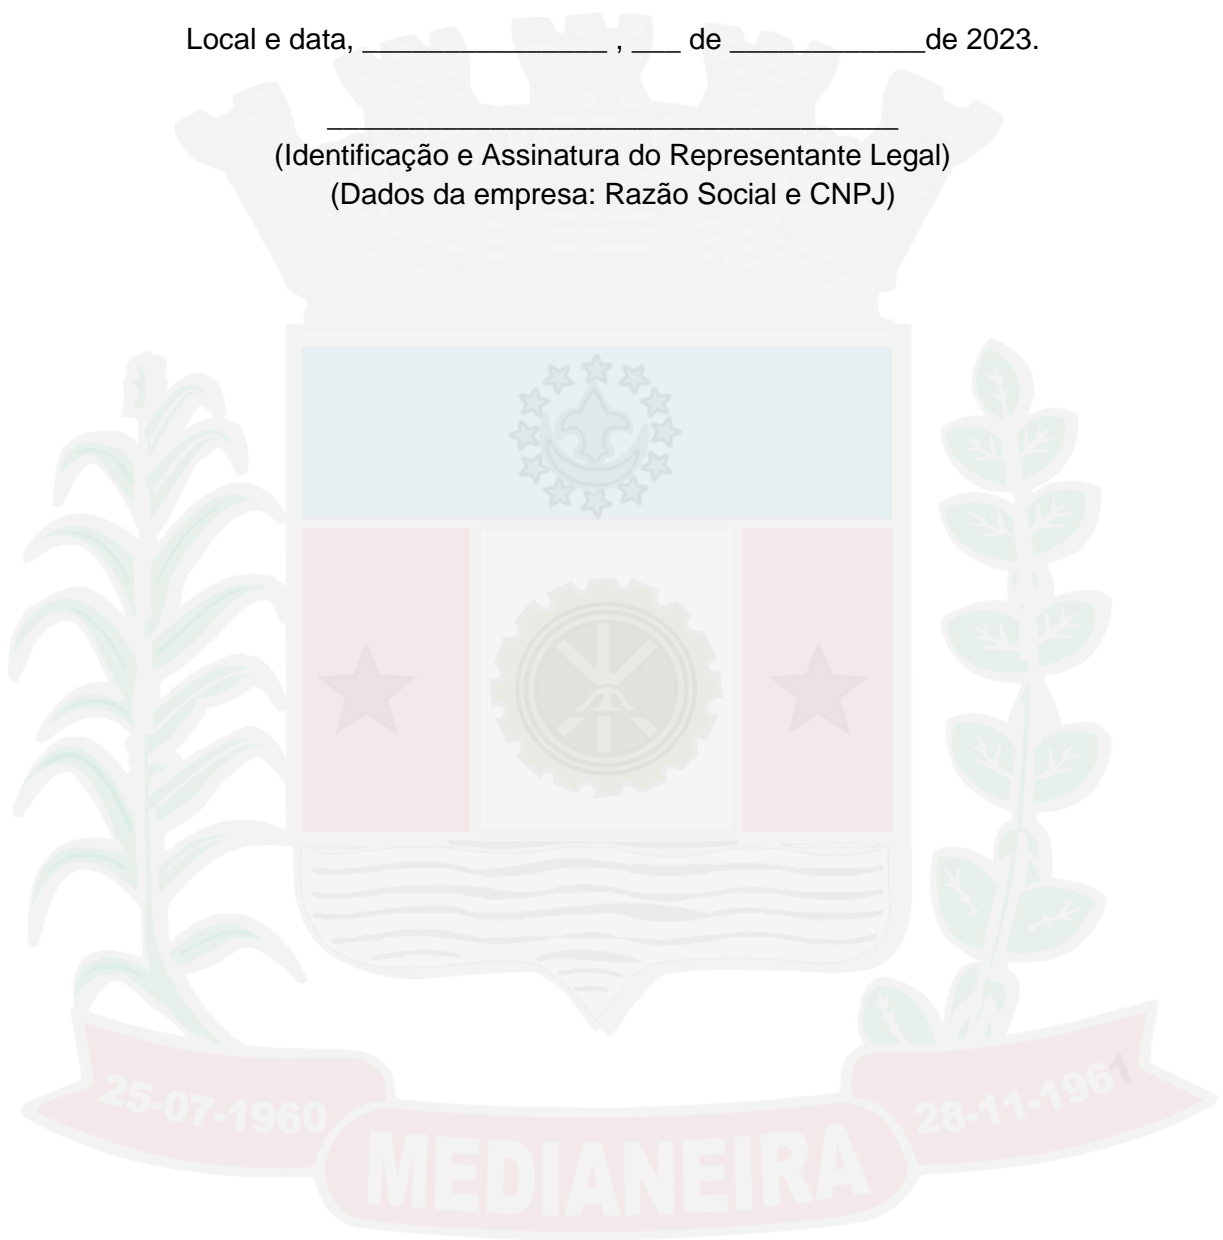 Local e data, _______________ , ___ de ____________de 2023.
___________________________________
(Identificação e Assinatura do Representante Legal)
(Dados da empresa: Razão Social e CNPJ)
25-07-1960
28-11-1961
MEDIANEIRA